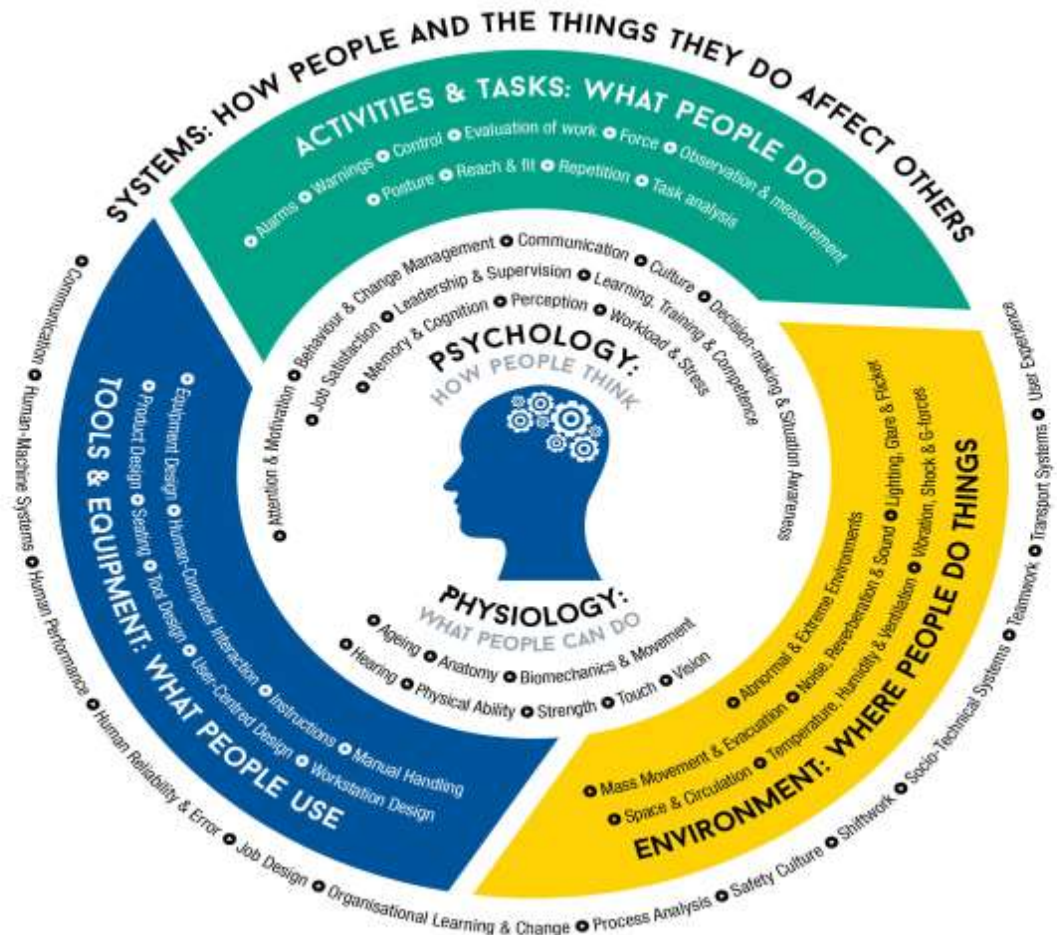 SYSTEMS: HOW PEOPLE AND THE THINGS THEY DO AFFECT OTHERS
ACTIVITIES & TASKS: WHAT PEOPLE DO
Alarms Warnings Control Evaluation of work Force Observation & measurement
Posture Reach & fit Repetition Task analysis
Attention & Motivation Behaviour & Change Management Communication Culture Decision-making & Situation Awareness
Job Satisfaction Leadership & Supervision Learning, Training & Competence
Memory & Cognition Perception Workload & Stress
PSYCHOLOGY:
HOW PEOPLE THINK
PHYSIOLOGY:
WHAT PEOPLE CAN DO
Ageing Anatomy Biomechanics & Movement
Hearing Physical Ability Strength Touch Vision
Equipment Design Human-Computer Interaction Instructions Manual Handling
Product Design Seating Tool Design User-Centred Design Workstation Design
TOOLS & EQUIPMENT: WHAT PEOPLE USE
Abnormal & Extreme Environments
Mass Movement & Evacuation Noise, Reverberation & Sound Lighting, Glare & Flicker
Space & Circulation Temperature, Humidity & Ventilation Vibration, Shock & G-forces
ENVIRONMENT: WHERE PEOPLE DO THINGS
Communication Human-Machine Systems Human Performance Human Reliability & Error Job Design Organisational Learning & Change Process Analysis Safety Culture Shiftwork Socio-Technical Systems Teamwork Transport Systems User Experience